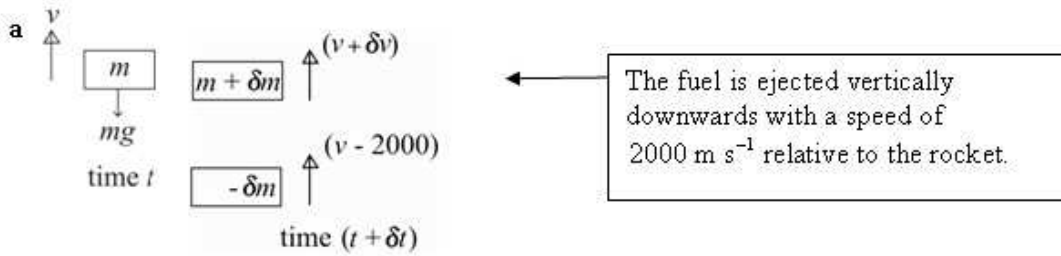 a
v
m
mg
time t
m + δm
(v + δv)
- δm
(v - 2000)
time (t + δt)
The fuel is ejected vertically
downwards with a speed of
2000 m s⁻¹ relative to the rocket.